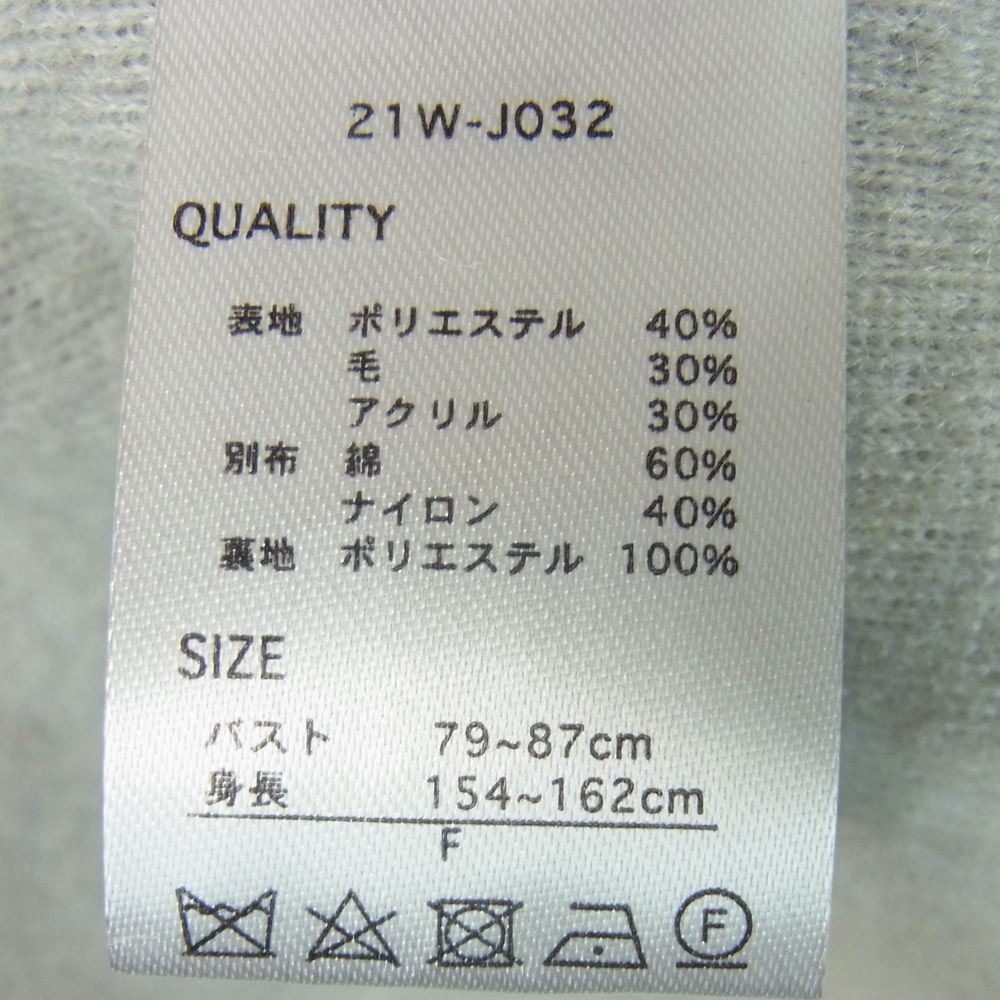 21W-J032
QUALITY
表地 ポリエステル 40%
毛 30%
アクリル 30%
別布 綿 60%
ナイロン 40%
裏地 ポリエステル 100%
SIZE
バスト 79~87cm
身長 154~162cm
F
F